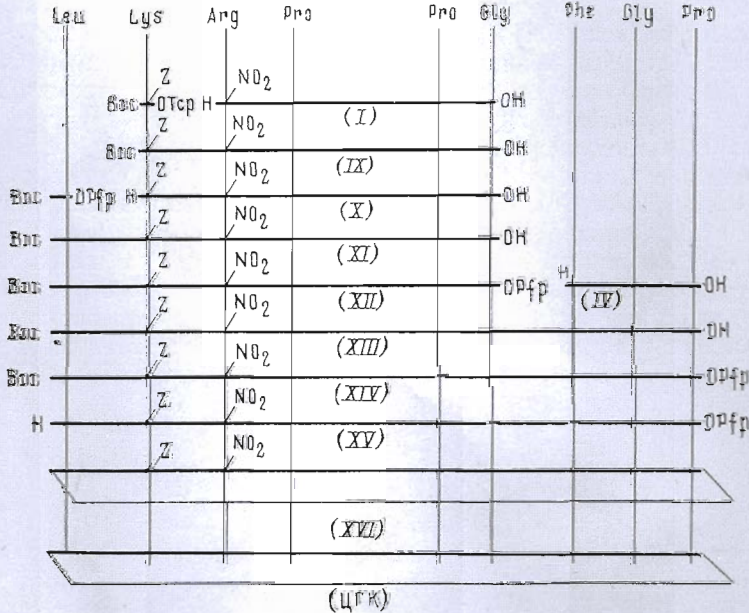 Leu Lys Arg Pro Pro Gly Phe Gly Pro
Z NO2
Boc OTcp H (I) OH
Z NO2
Boc (IX) OH
Z NO2
Boc OPfp H (X) OH
Z NO2
Boc (XI) OH
Z NO2
Boc (XII) OPfp H (IV) OH
Z NO2
Boc (XIII) OH
Z NO2
Boc (XIV) OPfp
Z NO2
H (XV) OPfp
Z NO2
(XVI)
(ЦГК)